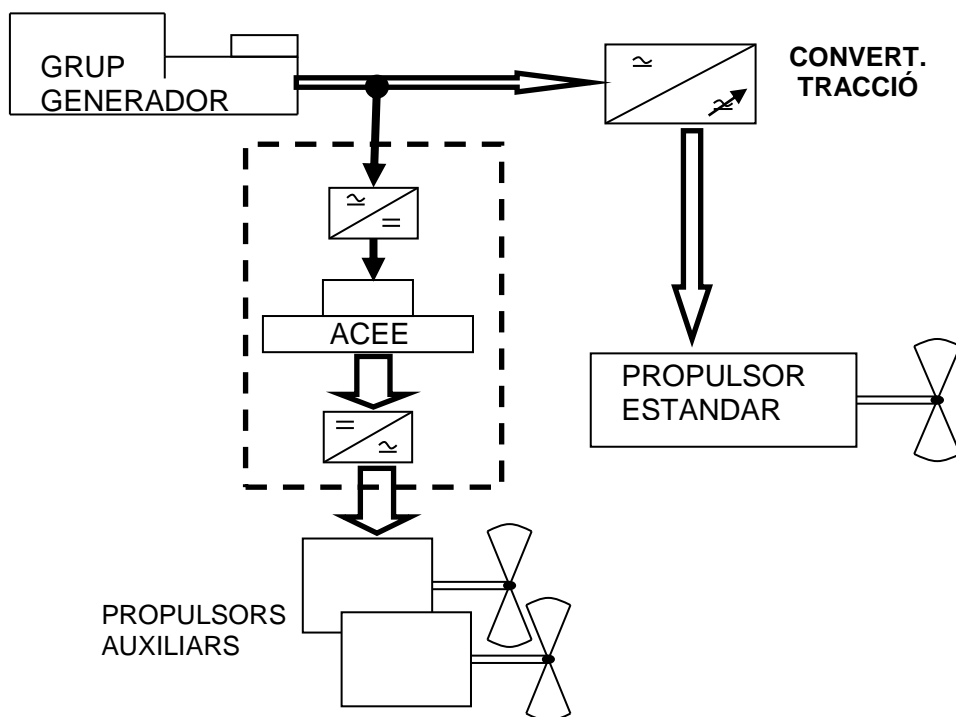 GRUP
GENERADOR
CONVERT.
TRACCIÓ
ACEE
PROPULSOR
ESTANDAR
PROPULSORS
AUXILIARS